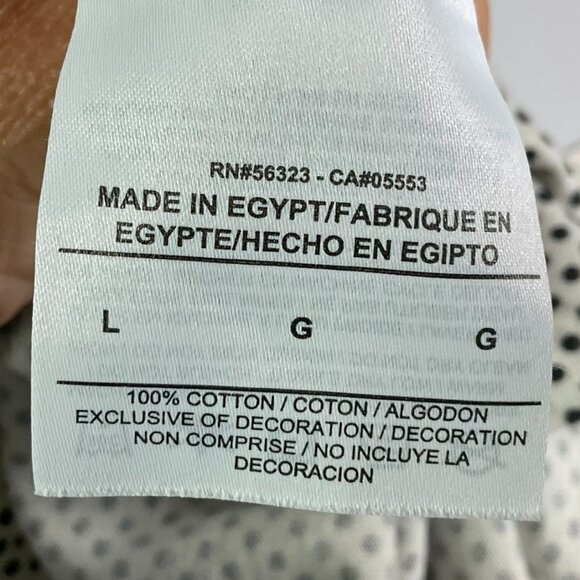 RN#56323 - CA#05553
MADE IN EGYPT/FABRIQUE EN
EGYPTE/HECHO EN EGIPTO
L G G
100% COTTON / COTON / ALGODON
EXCLUSIVE OF DECORATION / DECORATION
NON COMPRISE / NO INCLUYE LA
DECORACION